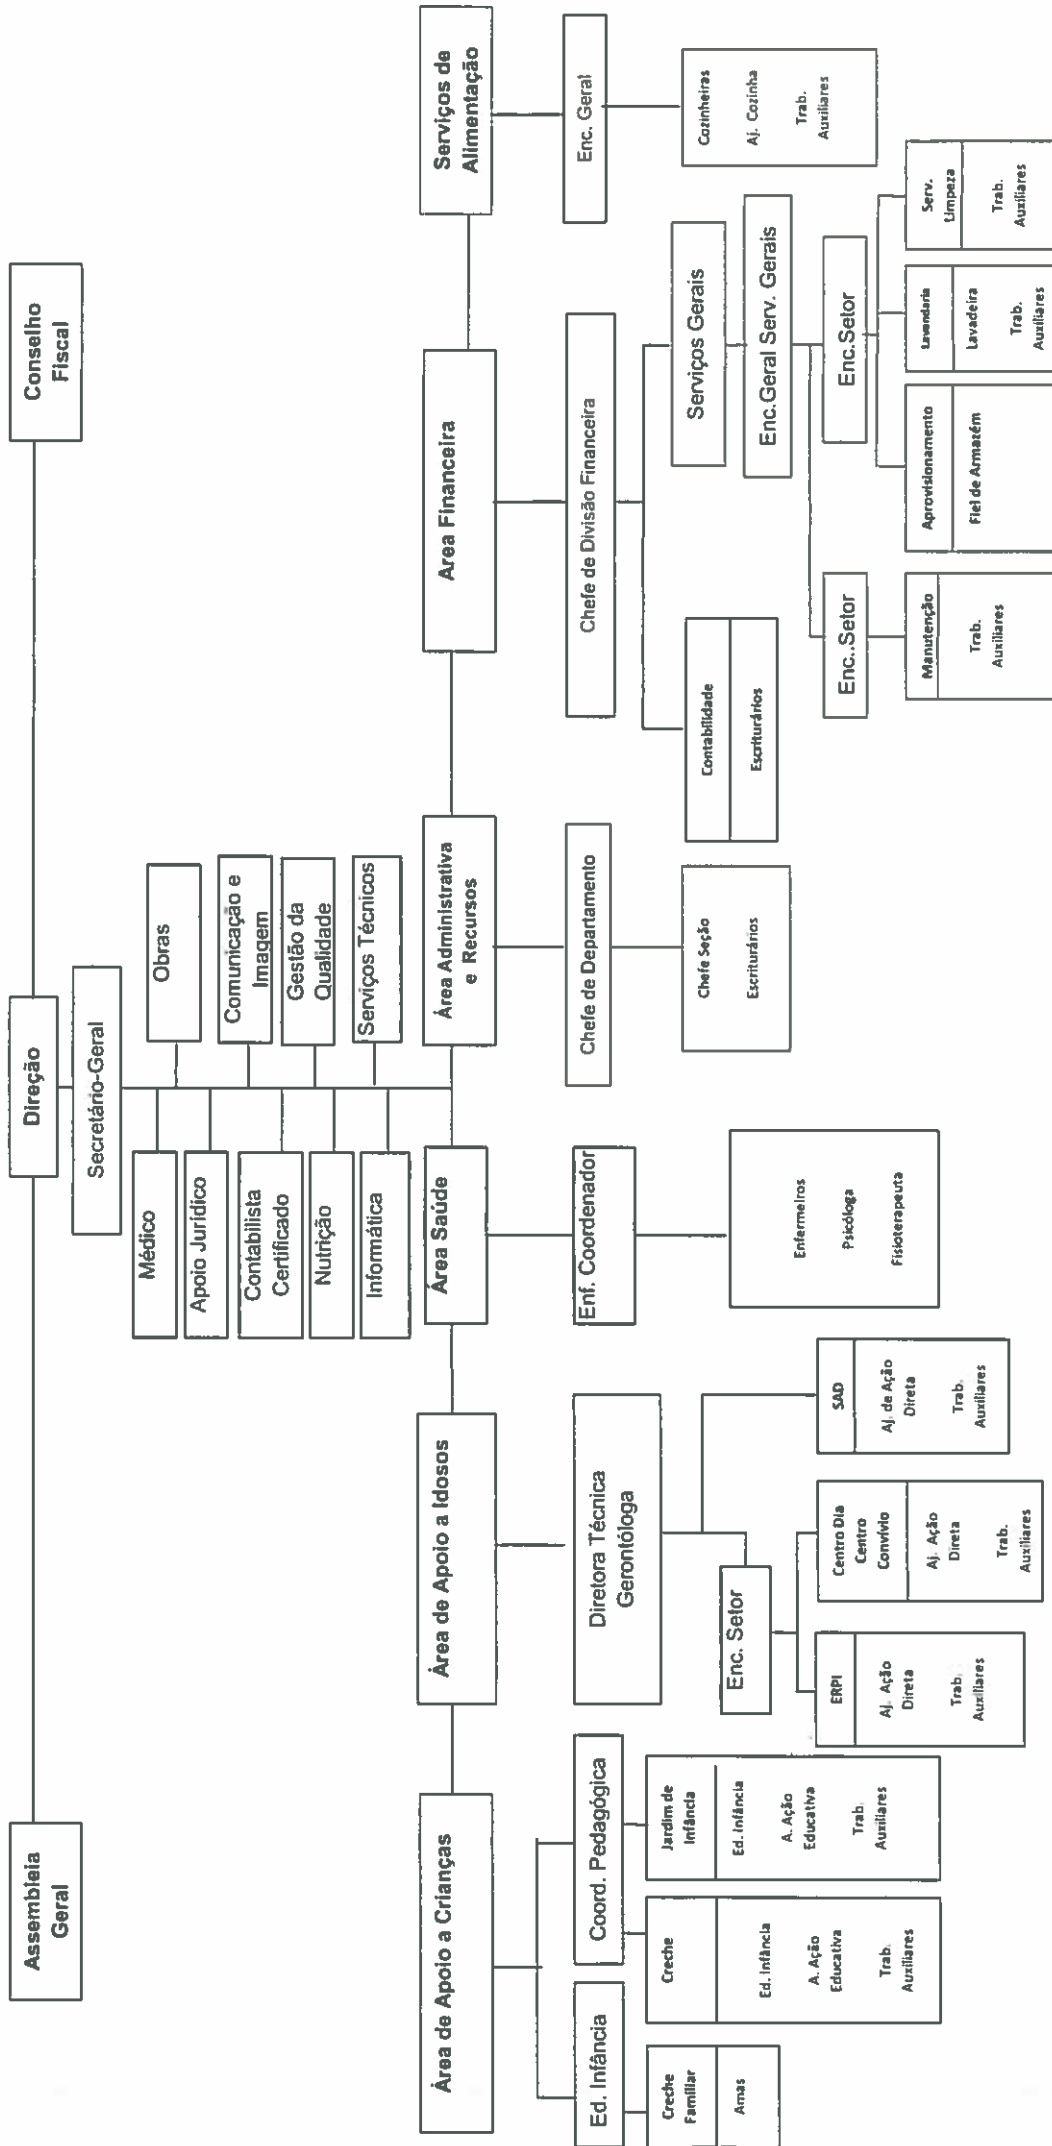 Assembleia
Geral
Direção
Conselho
Fiscal
Secretário-Geral
Médico
Obras
Apoio Jurídico
Comunicação e
Imagem
Contabilista
Certificado
Gestão da
Qualidade
Nutrição
Serviços Técnicos
Informática
Área de Apoio a Crianças
Área de Apoio a Idosos
Área Saúde
Área Administrativa
e Recursos
Area Financeira
Serviços de
Alimentação
Ed. Infância
Coord. Pedagógica
Diretora Técnica
Gerontóloga
Enf. Coordenador
Chefe de Departamento
Chefe de Divisão Financeira
Enc. Geral
Creche
Familiar
Amas
Creche
Ed. Infância
A. Ação
Educativa
Trab.
Auxiliares
Jardim de
Infância
Ed. Infância
A. Ação
Educativa
Trab.
Auxiliares
Enc. Setor
ERPI
Aj. Ação
Direta
Trab.
Auxiliares
Centro Dia
Centro
Convívio
Aj. Ação
Direta
Trab.
Auxiliares
SAD
Aj. de Ação
Direta
Trab.
Auxiliares
Enfermeiros
Psicóloga
Fisioterapeuta
Chefe Seção
Escriturários
Contabilidade
Escriturários
Serviços Gerais
Enc.Geral Serv. Gerais
Enc..Setor
Enc.Setor
Manutenção
Trab.
Auxiliares
Aprovisionamento
Fiel de Armazém
Lavandaria
Lavadeira
Trab.
Auxiliares
Serv.
Limpeza
Trab.
Auxiliares
Cozinheiras
Aj. Cozinha
Trab.
Auxiliares